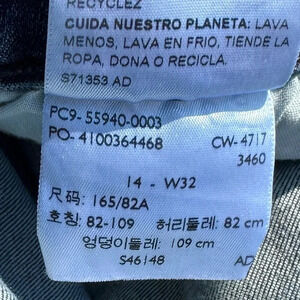 RECYCLEZ
CUIDA NUESTRO PLANETA: LAVA
MENOS, LAVA EN FRIO, TIENDE LA
ROPA, DONA O RECICLA.
S71353 AD
PC9- 55940-0003
PO- 4100364468 CW- 4717
3460
14 - W32
尺码: 165/82A
호칭: 82-109 허리둘레: 82 cm
엉덩이둘레: 109 cm
S46148 AD